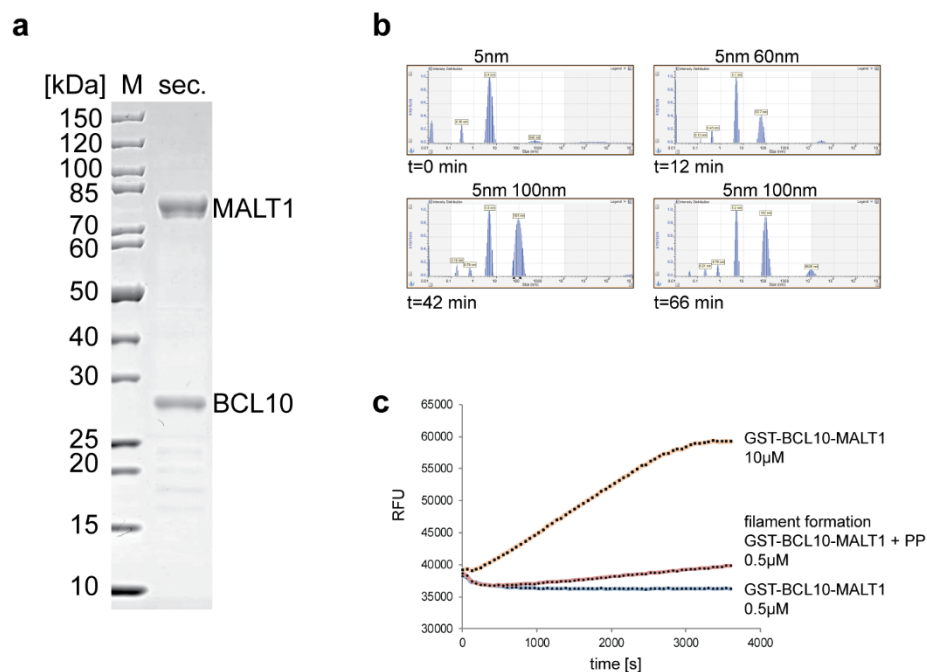 a
[kDa] M sec.
150
120
100
85
70
60
50
40
30
25
20
15
10
MALT1
BCL10
b
5nm
t=0 min
5nm 60nm
t=12 min
5nm 100nm
t=42 min
5nm 100nm
t=66 min
c
65000
60000
55000
50000
45000
40000
35000
30000
RFU
0 1000 2000 3000 4000
time [s]
GST-BCL10-MALT1
10µM
filament formation
GST-BCL10-MALT1 + PP
0.5µM
GST-BCL10-MALT1
0.5µM